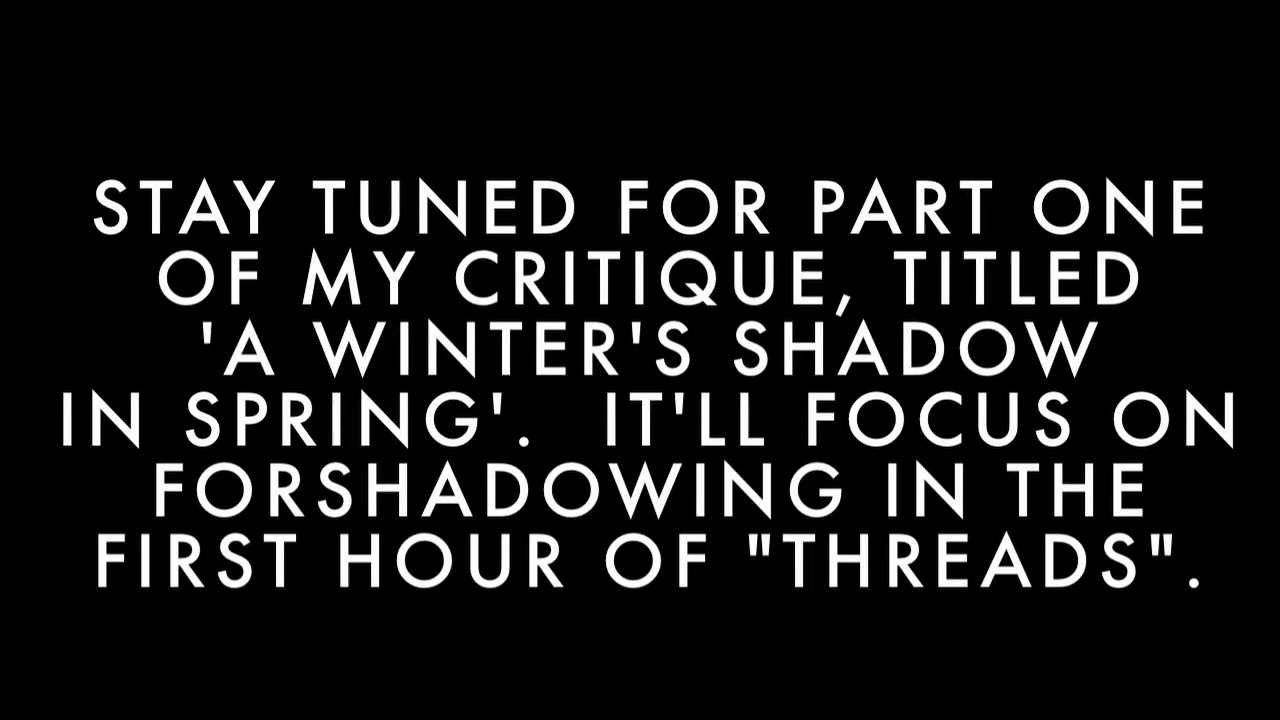 STAY TUNED FOR PART ONE
OF MY CRITIQUE, TITLED
'A WINTER'S SHADOW
IN SPRING'.  IT'LL FOCUS ON
FORSHADOWING IN THE
FIRST HOUR OF "THREADS".